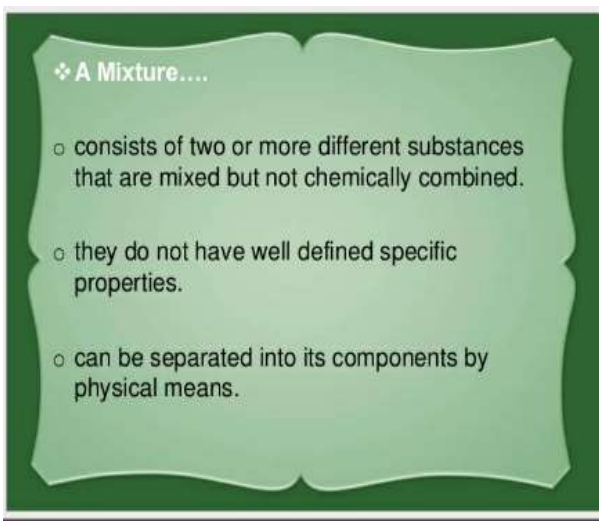 ❖A Mixture....
o consists of two or more different substances
that are mixed but not chemically combined.
o they do not have well defined specific
properties.
o can be separated into its components by
physical means.